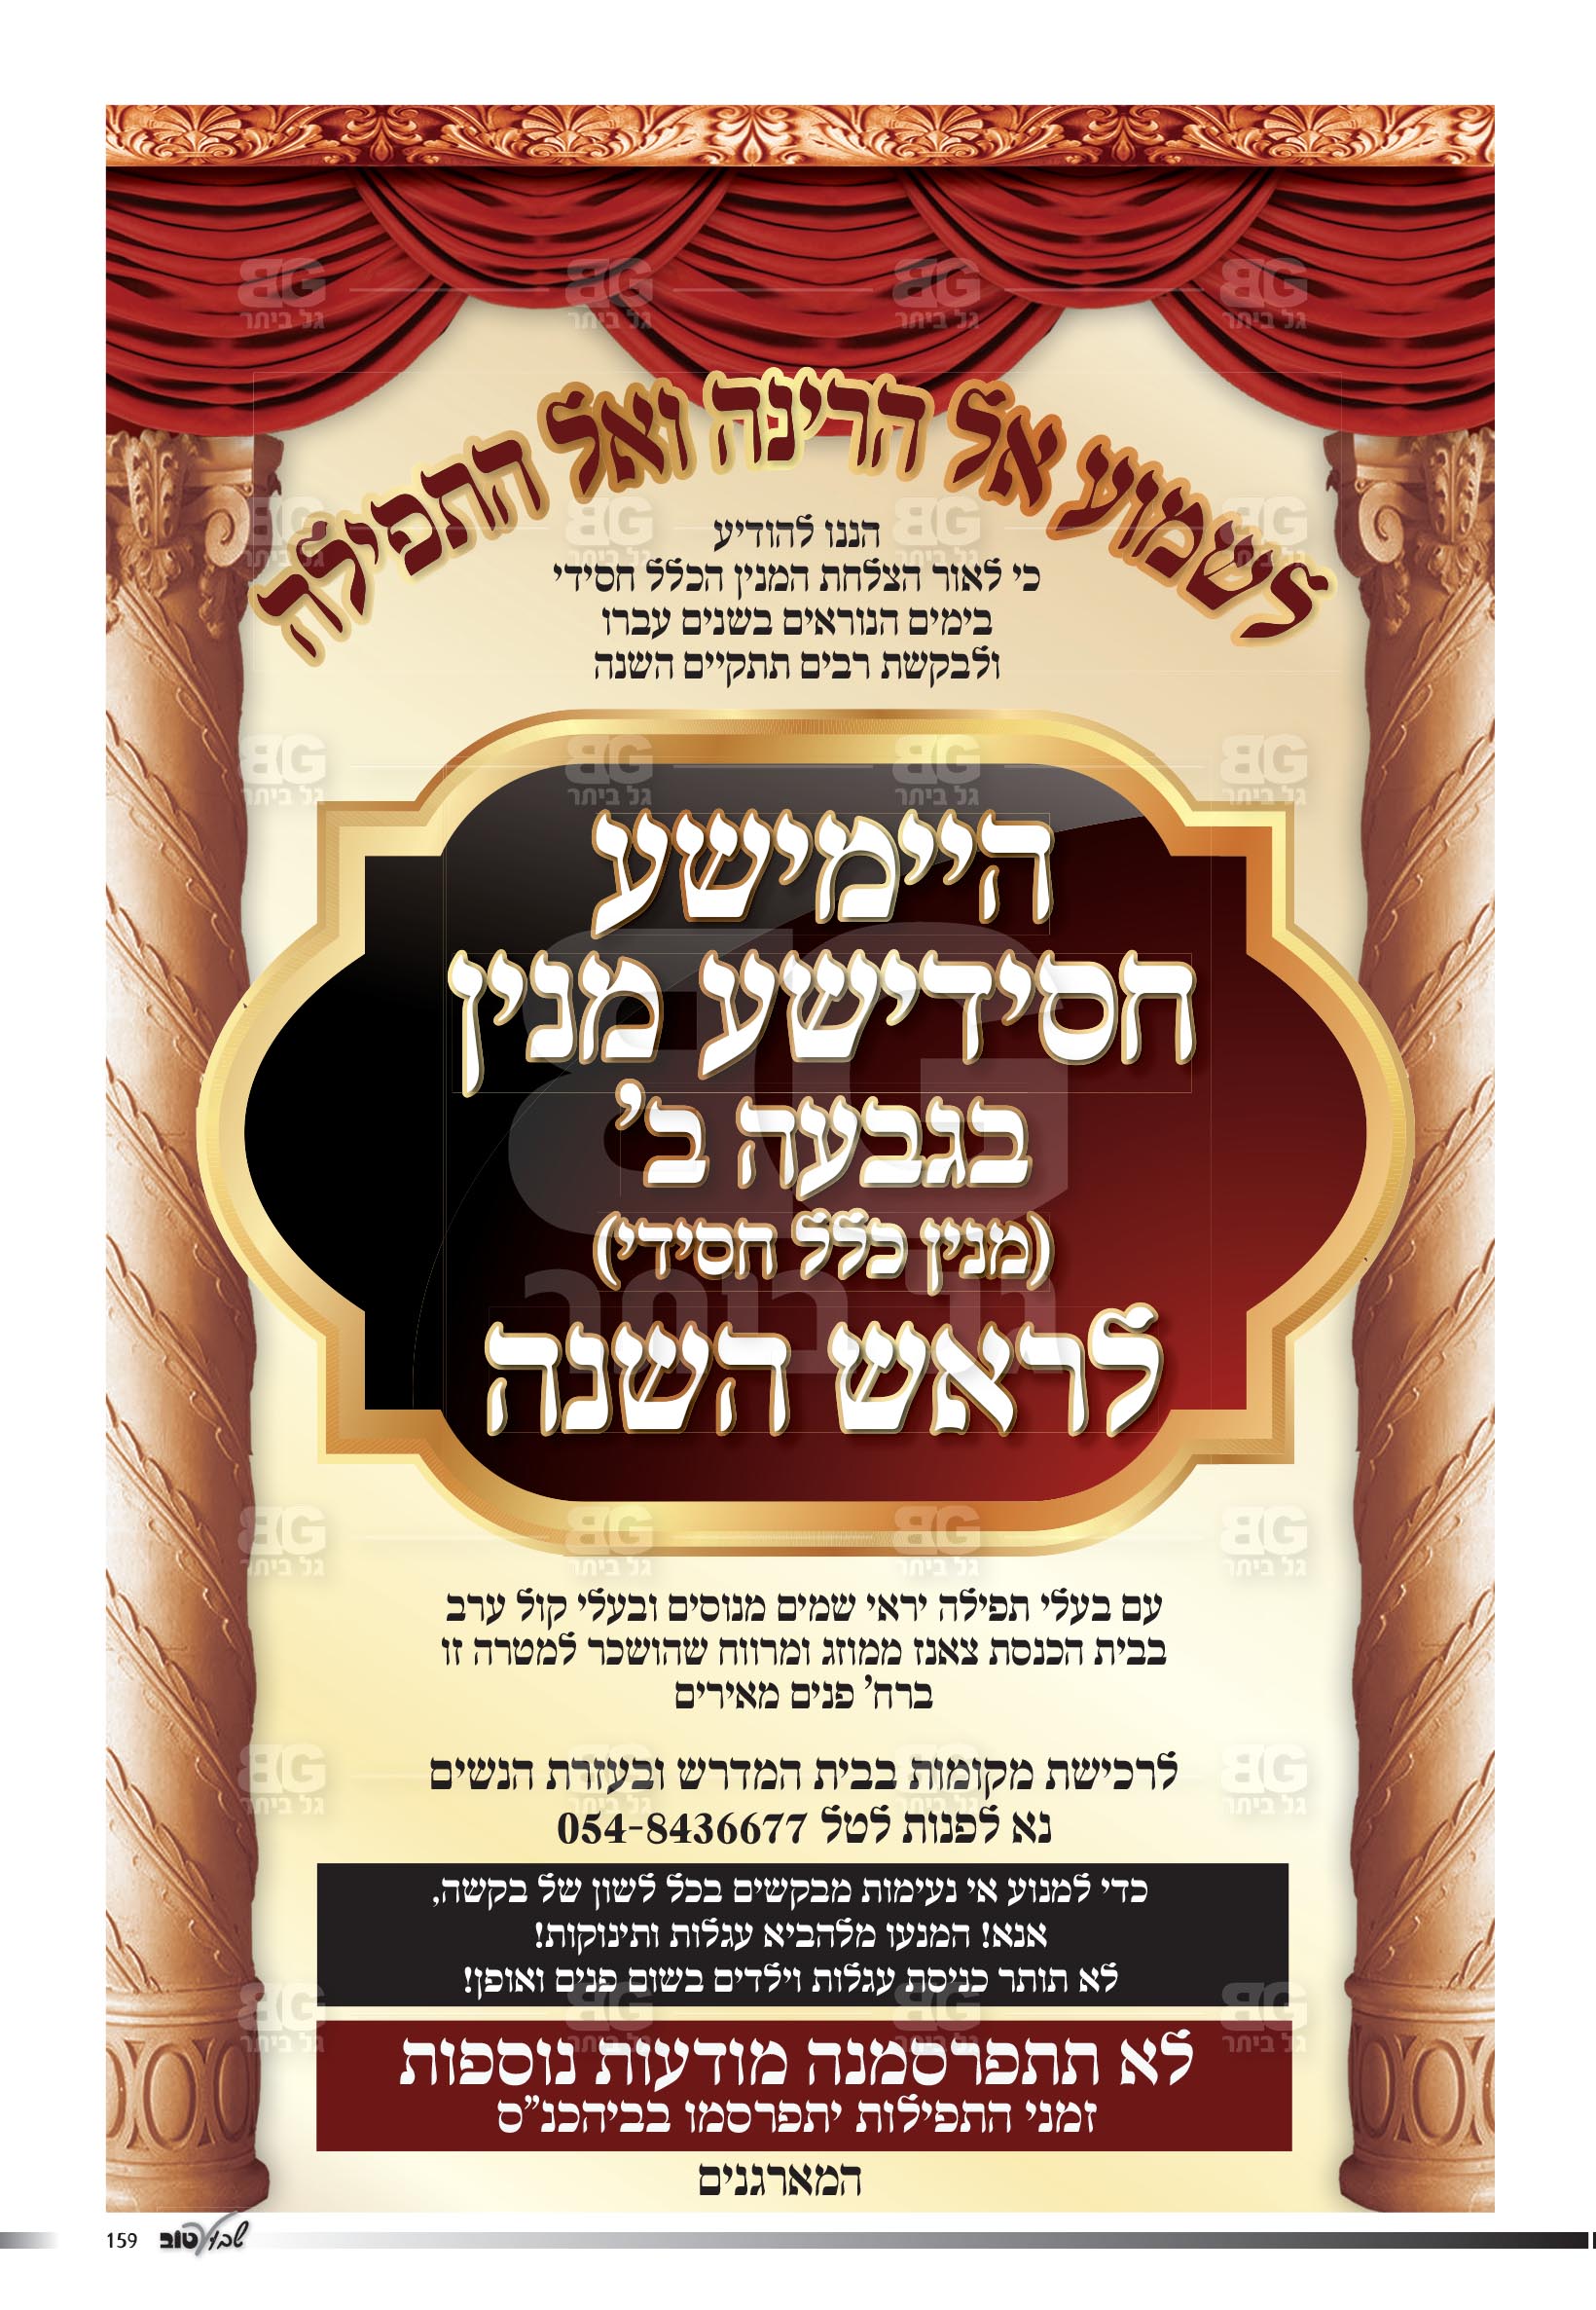 לשמוע אל הרינה ואל התפילה
הננו להודיע
כי לאור הצלחת המנין הכלל חסידי
בימים הנוראים בשנים עברו
ולבקשת רבים תתקיים השנה
היימישע
חסידישע מנין
בגבעה ב'
(מנין כלל חסידי)
לראש השנה
עם בעלי תפילה יראי שמים מנוסים ובעלי קול ערב
בבית הכנסת צאנז ממוזג ומרווח שהושכר למטרה זו
ברח' פנים מאירים
לרכישת מקומות בבית המדרש ובעזרת הנשים
נא לפנות לטל 054-8436677
כדי למנוע אי נעימות מבקשים בכל לשון של בקשה,
אנא! המנעו מלהביא עגלות ותינוקות!
לא תותר כניסת עגלות וילדים בשום פנים ואופן!
לא תתפרסמנה מודעות נוספות
זמני התפילות יתפרסמו בביהכנ"ס
המארגנים
שבוע טוב 159
BG
גל ביתר